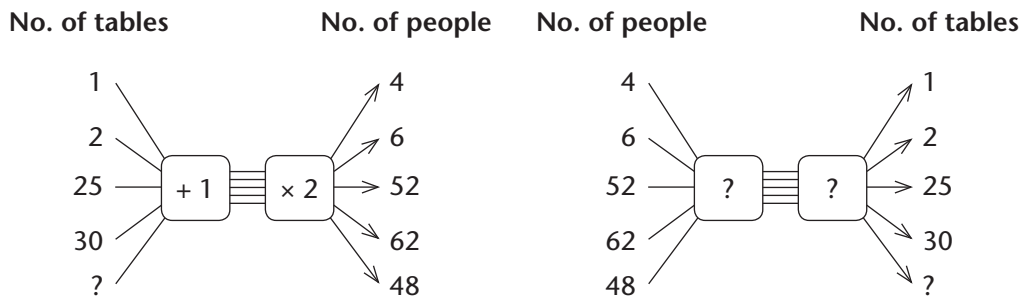 No. of tables No. of people No. of people No. of tables
1 4 4 1
2 6 6 2
25 + 1 × 2 52 52 ? ? 25
30 62 62 30
? 48 48 ?